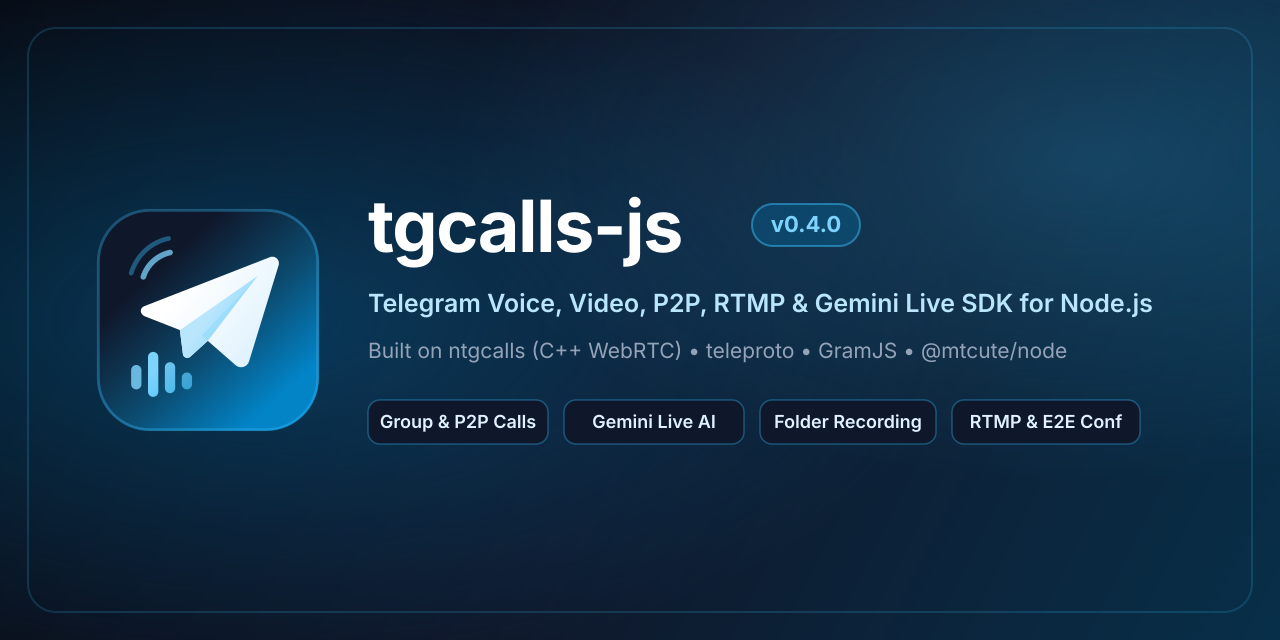 tgcalls-js
v0.4.0
Telegram Voice, Video, P2P, RTMP & Gemini Live SDK for Node.js
Built on ntgcalls (C++ WebRTC) • teleproto • GramJS • @mtcute/node
Group & P2P Calls
Gemini Live AI
Folder Recording
RTMP & E2E Conf